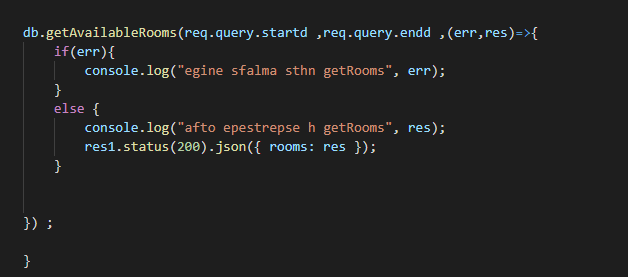 db.getAvailableRooms(req.query.startd ,req.query.endd ,(err,res)=>{
if(err){
console.log("egine sfalma sthn getRooms", err);
}
else {
console.log("afto epestrepse h getRooms", res);
res1.status(200).json({ rooms: res });
}
}) ;
}